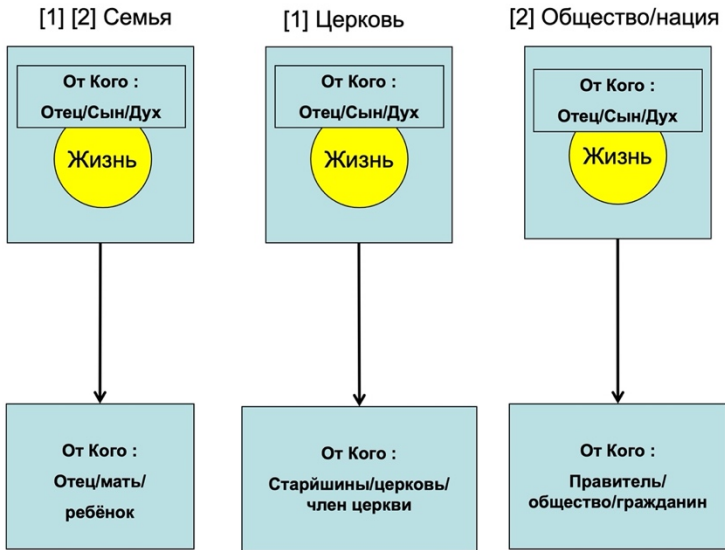 [1] [2] Семья
От Кого :
Отец/Сын/Дух
Жизнь
От Кого :
Отец/мать/
ребёнок
[1] Церковь
От Кого :
Отец/Сын/Дух
Жизнь
От Кого :
Старйшины/церковь/
член церкви
[2] Общество/нация
От Кого :
Отец/Сын/Дух
Жизнь
От Кого :
Правитель/
общество/гражданин